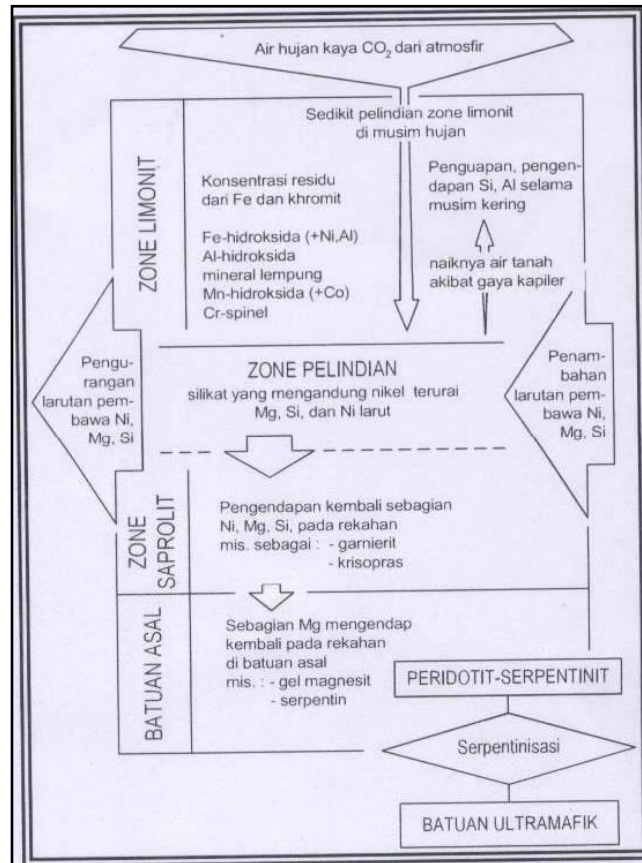 Air hujan kaya CO₂ dari atmosfir
Sedikit pelindian zone limonit
di musim hujan
ZONE LIMONIT
Konsentrasi residu
dari Fe dan khromit
Fe-hidroksida (+Ni,Al)
Al-hidroksida
mineral lempung
Mn-hidroksida (+Co)
Cr-spinel
Penguapan, pengen-
dapan Si, Al selama
musim kering
naiknya air tanah
akibat gaya kapiler
Pengu-
rangan
larutan pem-
bawa Ni,
Mg, Si
ZONE PELINDIAN
silikat yang mengandung nikel terurai
Mg, Si, dan Ni larut
Penam-
bahan
larutan pem-
bawa Ni,
Mg, Si
ZONE
SAPROLIT
Pengendapan kembali sebagian
Ni, Mg, Si, pada rekahan
mis. sebagai : - garnierit
- krisopras
BATUAN ASAL
Sebagian Mg mengendap
kembali pada rekahan
di batuan asal
mis. : - gel magnesit
- serpentin
PERIDOTIT-SERPENTINIT
Serpentinisasi
BATUAN ULTRAMAFIK